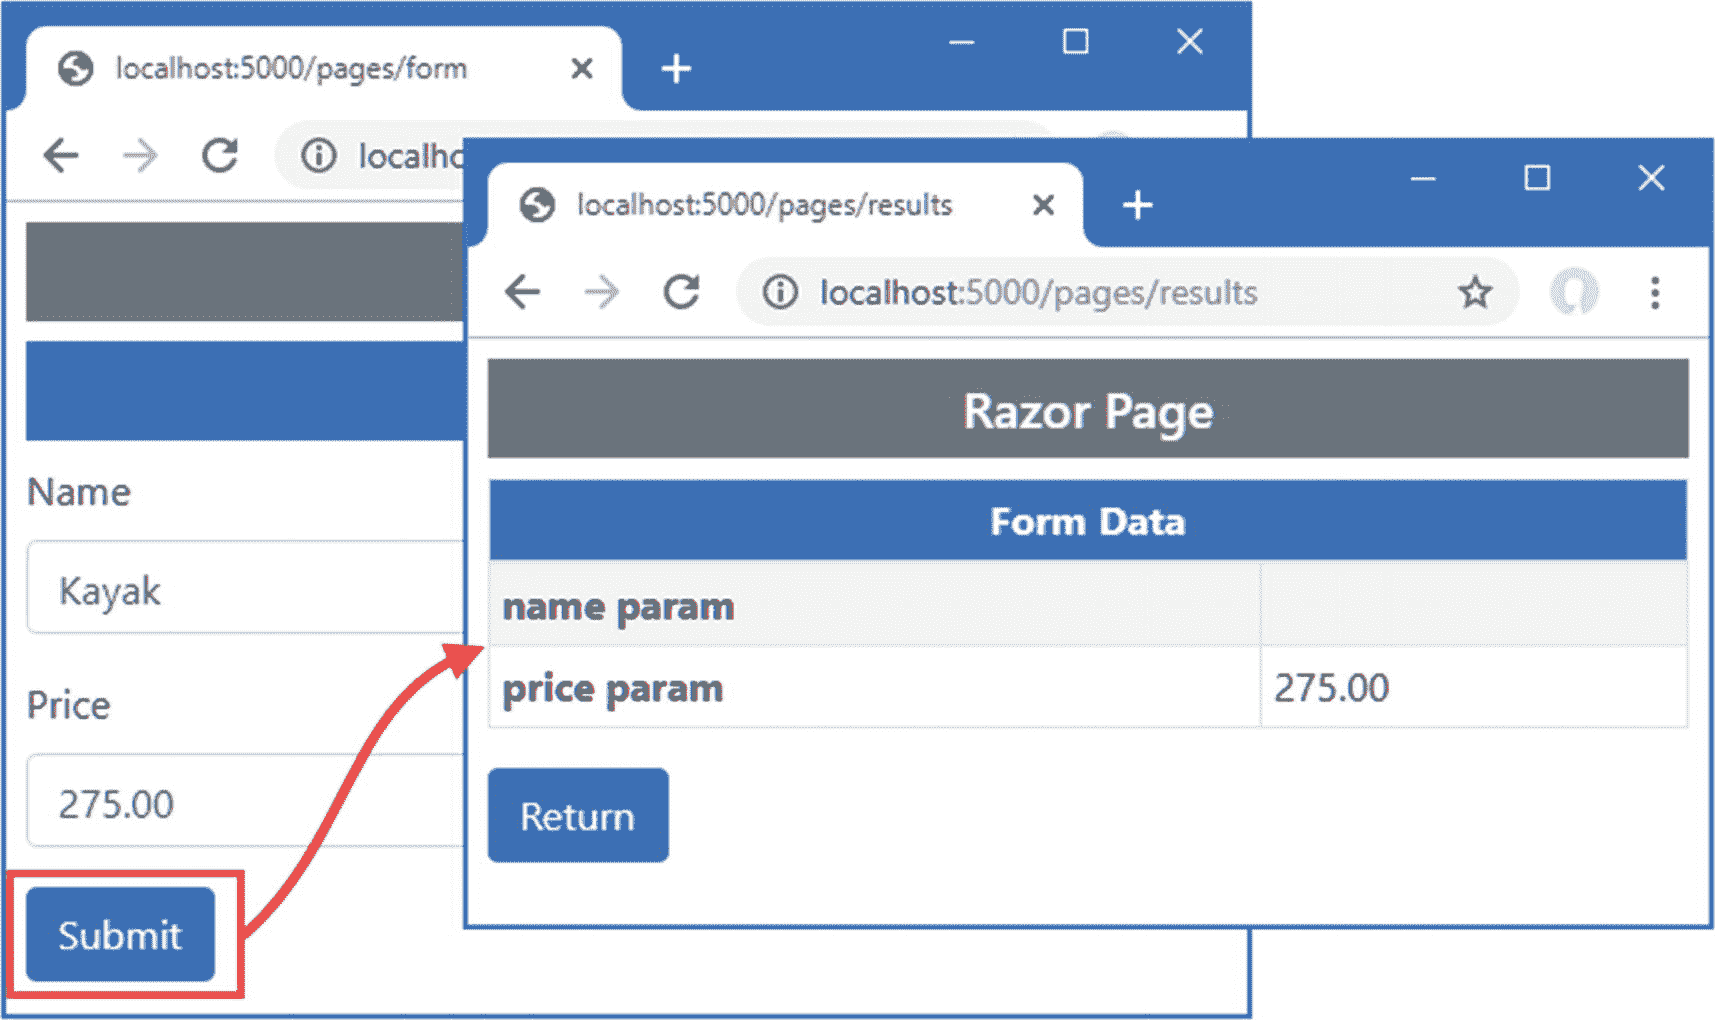 localhost:5000/pages/form
localho
Name
Kayak
Price
275.00
Submit
localhost:5000/pages/results
localhost:5000/pages/results
Razor Page
Form Data
name param
price param 275.00
Return